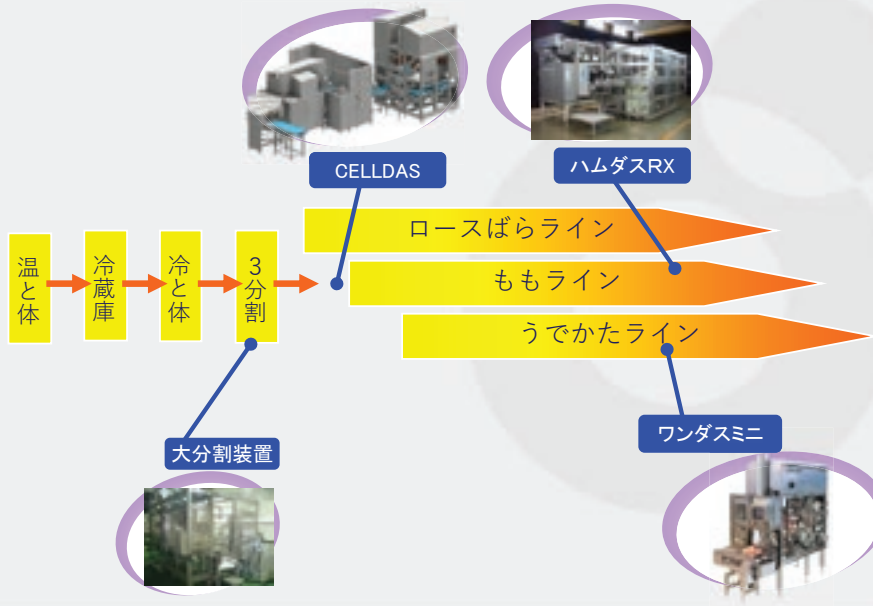 CELLDAS
ハムダスRX
ロースばらライン
温と体
冷蔵庫
冷と体
3分割
ももライン
うでかたライン
大分割装置
ワンダスミニ